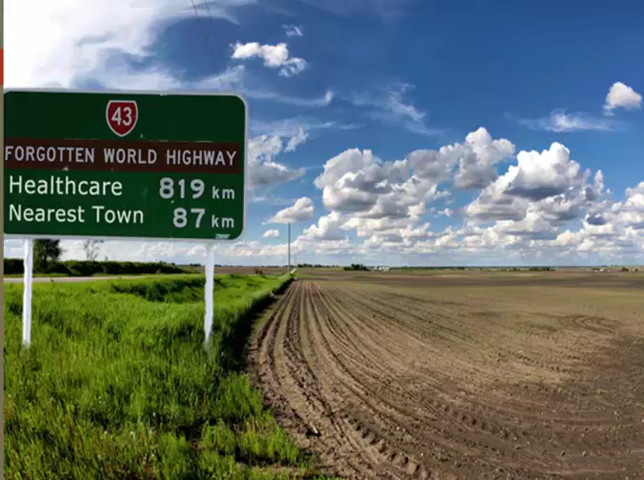 43
FORGOTTEN WORLD HIGHWAY
Healthcare 819 km
Nearest Town 87 km